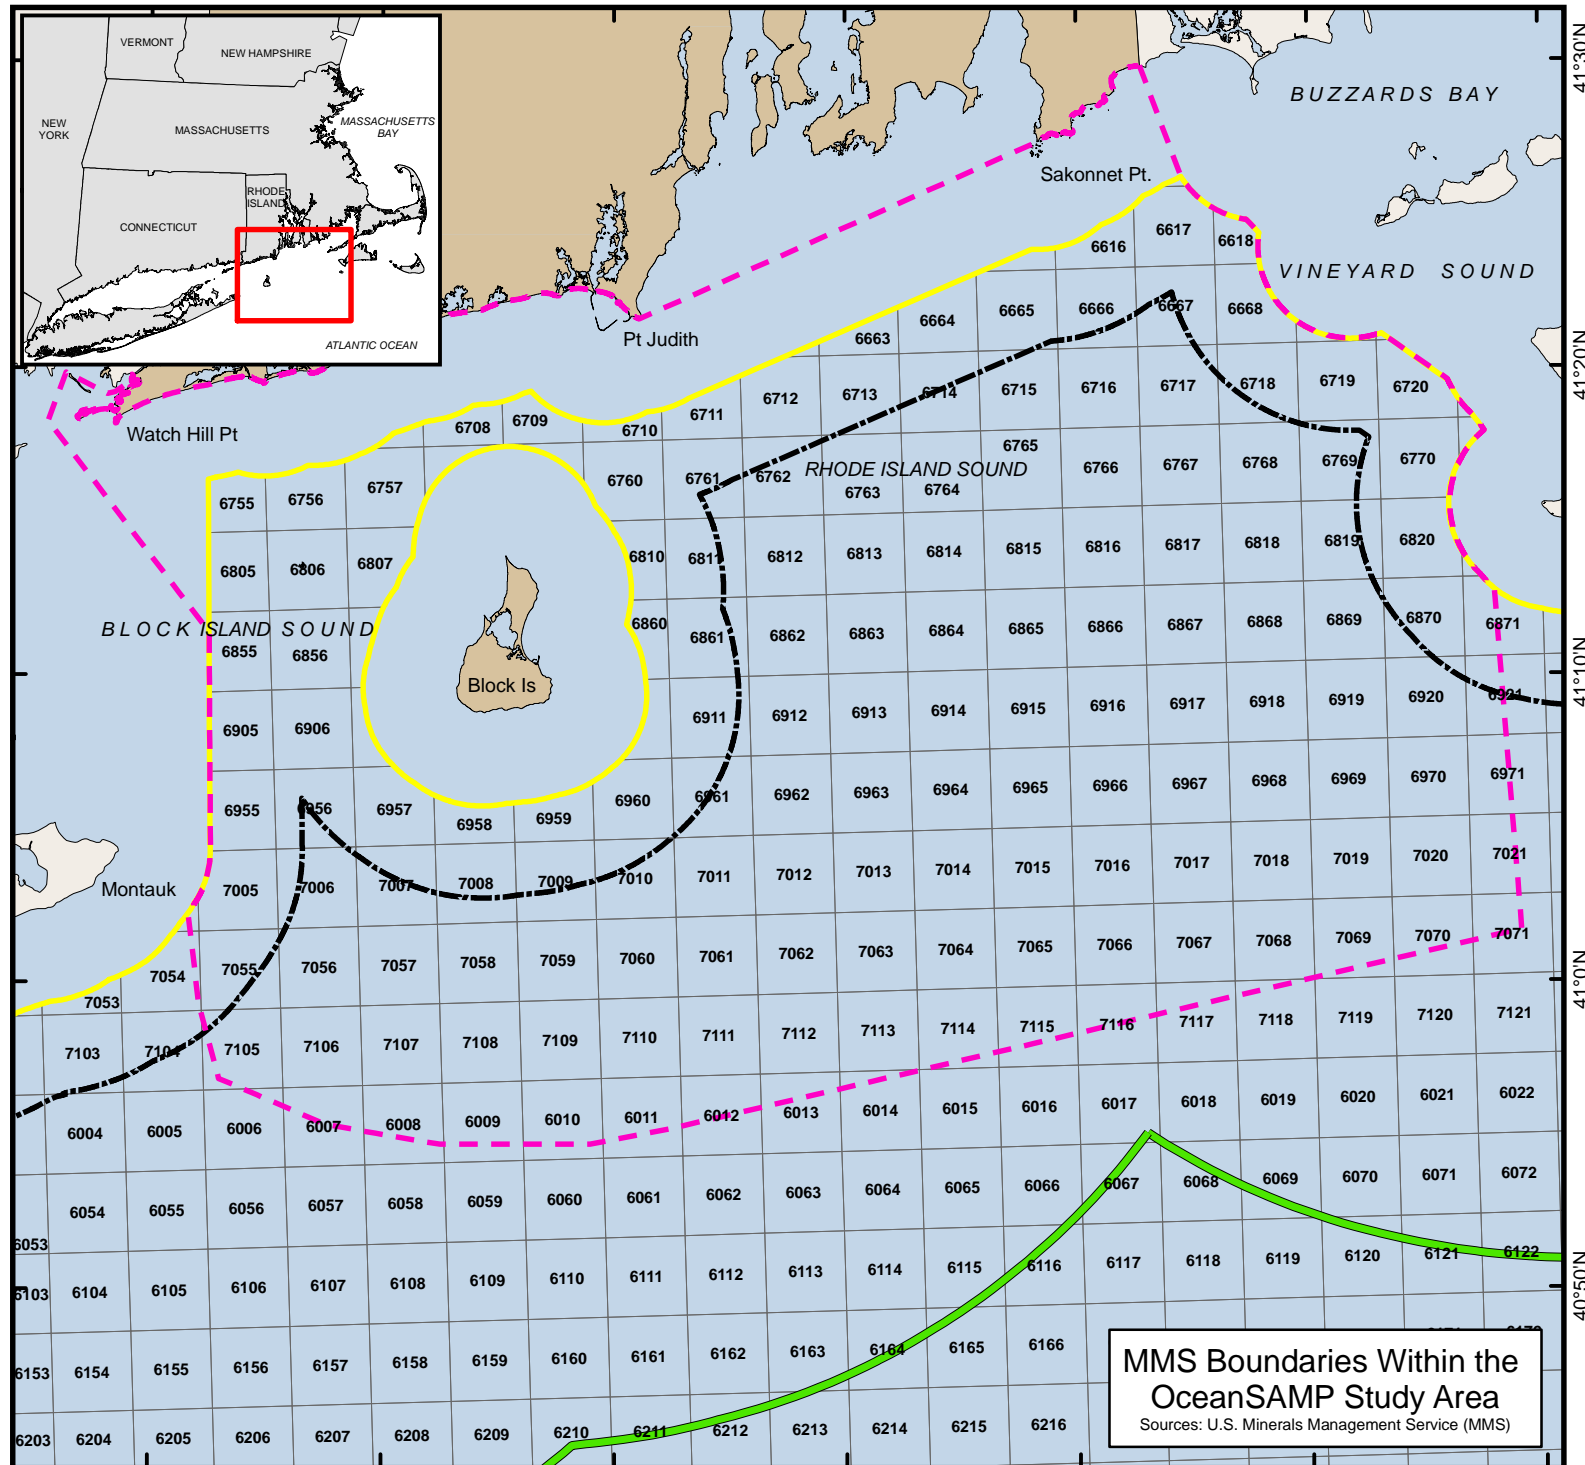 VERMONT
NEW HAMPSHIRE
NEW
YORK
MASSACHUSETTS
MASSACHUSETTS
BAY
RHODE
ISLAND
CONNECTICUT
ATLANTIC OCEAN
BUZZARDS BAY
41°30'N
Sakonnet Pt.
VINEYARD SOUND
Pt Judith
41°20'N
Watch Hill Pt
RHODE ISLAND SOUND
BLOCK ISLAND SOUND
Block Is
41°10'N
Montauk
41°0'N
40°50'N
6616 6617 6618
6663 6664 6665 6666 6667 6668
6708 6709 6710 6711 6712 6713 6714 6715 6716 6717 6718 6719 6720
6755 6756 6757 6760 6761 6762 6763 6764 6765 6766 6767 6768 6769 6770
6805 6806 6807 6810 6811 6812 6813 6814 6815 6816 6817 6818 6819 6820
6855 6856 6860 6861 6862 6863 6864 6865 6866 6867 6868 6869 6870 6871
6905 6906 6911 6912 6913 6914 6915 6916 6917 6918 6919 6920 6921
6955 6956 6957 6958 6959 6960 6961 6962 6963 6964 6965 6966 6967 6968 6969 6970 6971
7005 7006 7007 7008 7009 7010 7011 7012 7013 7014 7015 7016 7017 7018 7019 7020 7021
7053 7054 7055 7056 7057 7058 7059 7060 7061 7062 7063 7064 7065 7066 7067 7068 7069 7070 7071
7103 7104 7105 7106 7107 7108 7109 7110 7111 7112 7113 7114 7115 7116 7117 7118 7119 7120 7121
6004 6005 6006 6007 6008 6009 6010 6011 6012 6013 6014 6015 6016 6017 6018 6019 6020 6021 6022
6053 6054 6055 6056 6057 6058 6059 6060 6061 6062 6063 6064 6065 6066 6067 6068 6069 6070 6071 6072
6103 6104 6105 6106 6107 6108 6109 6110 6111 6112 6113 6114 6115 6116 6117 6118 6119 6120 6121 6122
6153 6154 6155 6156 6157 6158 6159 6160 6161 6162 6163 6164 6165 6166
6203 6204 6205 6206 6207 6208 6209 6210 6211 6212 6213 6214 6215 6216
MMS Boundaries Within the
OceanSAMP Study Area
Sources: U.S. Minerals Management Service (MMS)